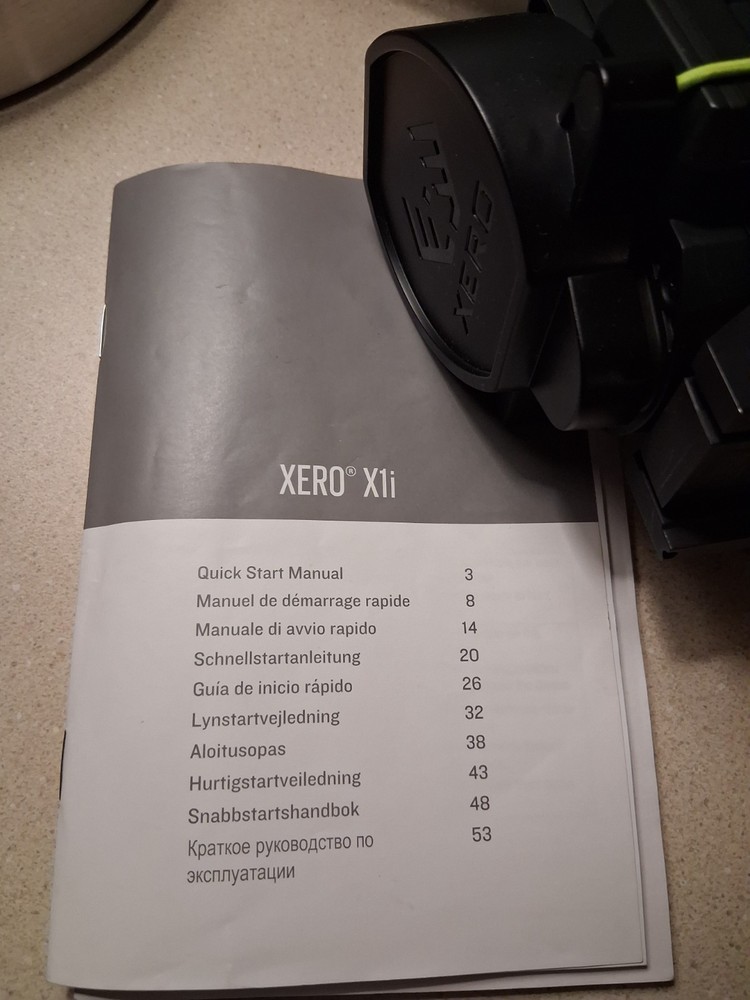 XERO
XERO® X1i
Quick Start Manual 3
Manuel de démarrage rapide 8
Manuale di avvio rapido 14
Schnellstartanleitung 20
Guía de inicio rápido 26
Lynstartvejledning 32
Aloitusopas 38
Hurtigstartveiledning 43
Snabbstartshandbok 48
Краткое руководство по 53
эксплуатации